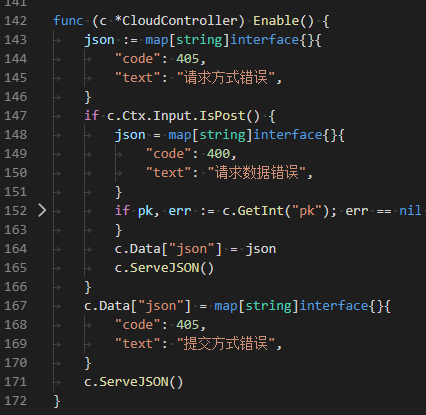 141
142 func (c *CloudController) Enable() {
143 json := map[string]interface{}{
144 "code": 405,
145 "text": "请求方式错误",
146 }
147 if c.Ctx.Input.IsPost() {
148 json = map[string]interface{}{
149 "code": 400,
150 "text": "请求数据错误",
151 }
152 if pk, err := c.GetInt("pk"); err == nil
163 }
164 c.Data["json"] = json
165 c.ServeJSON()
166 }
167 c.Data["json"] = map[string]interface{}{
168 "code": 405,
169 "text": "提交方式错误",
170 }
171 c.ServeJSON()
172 }